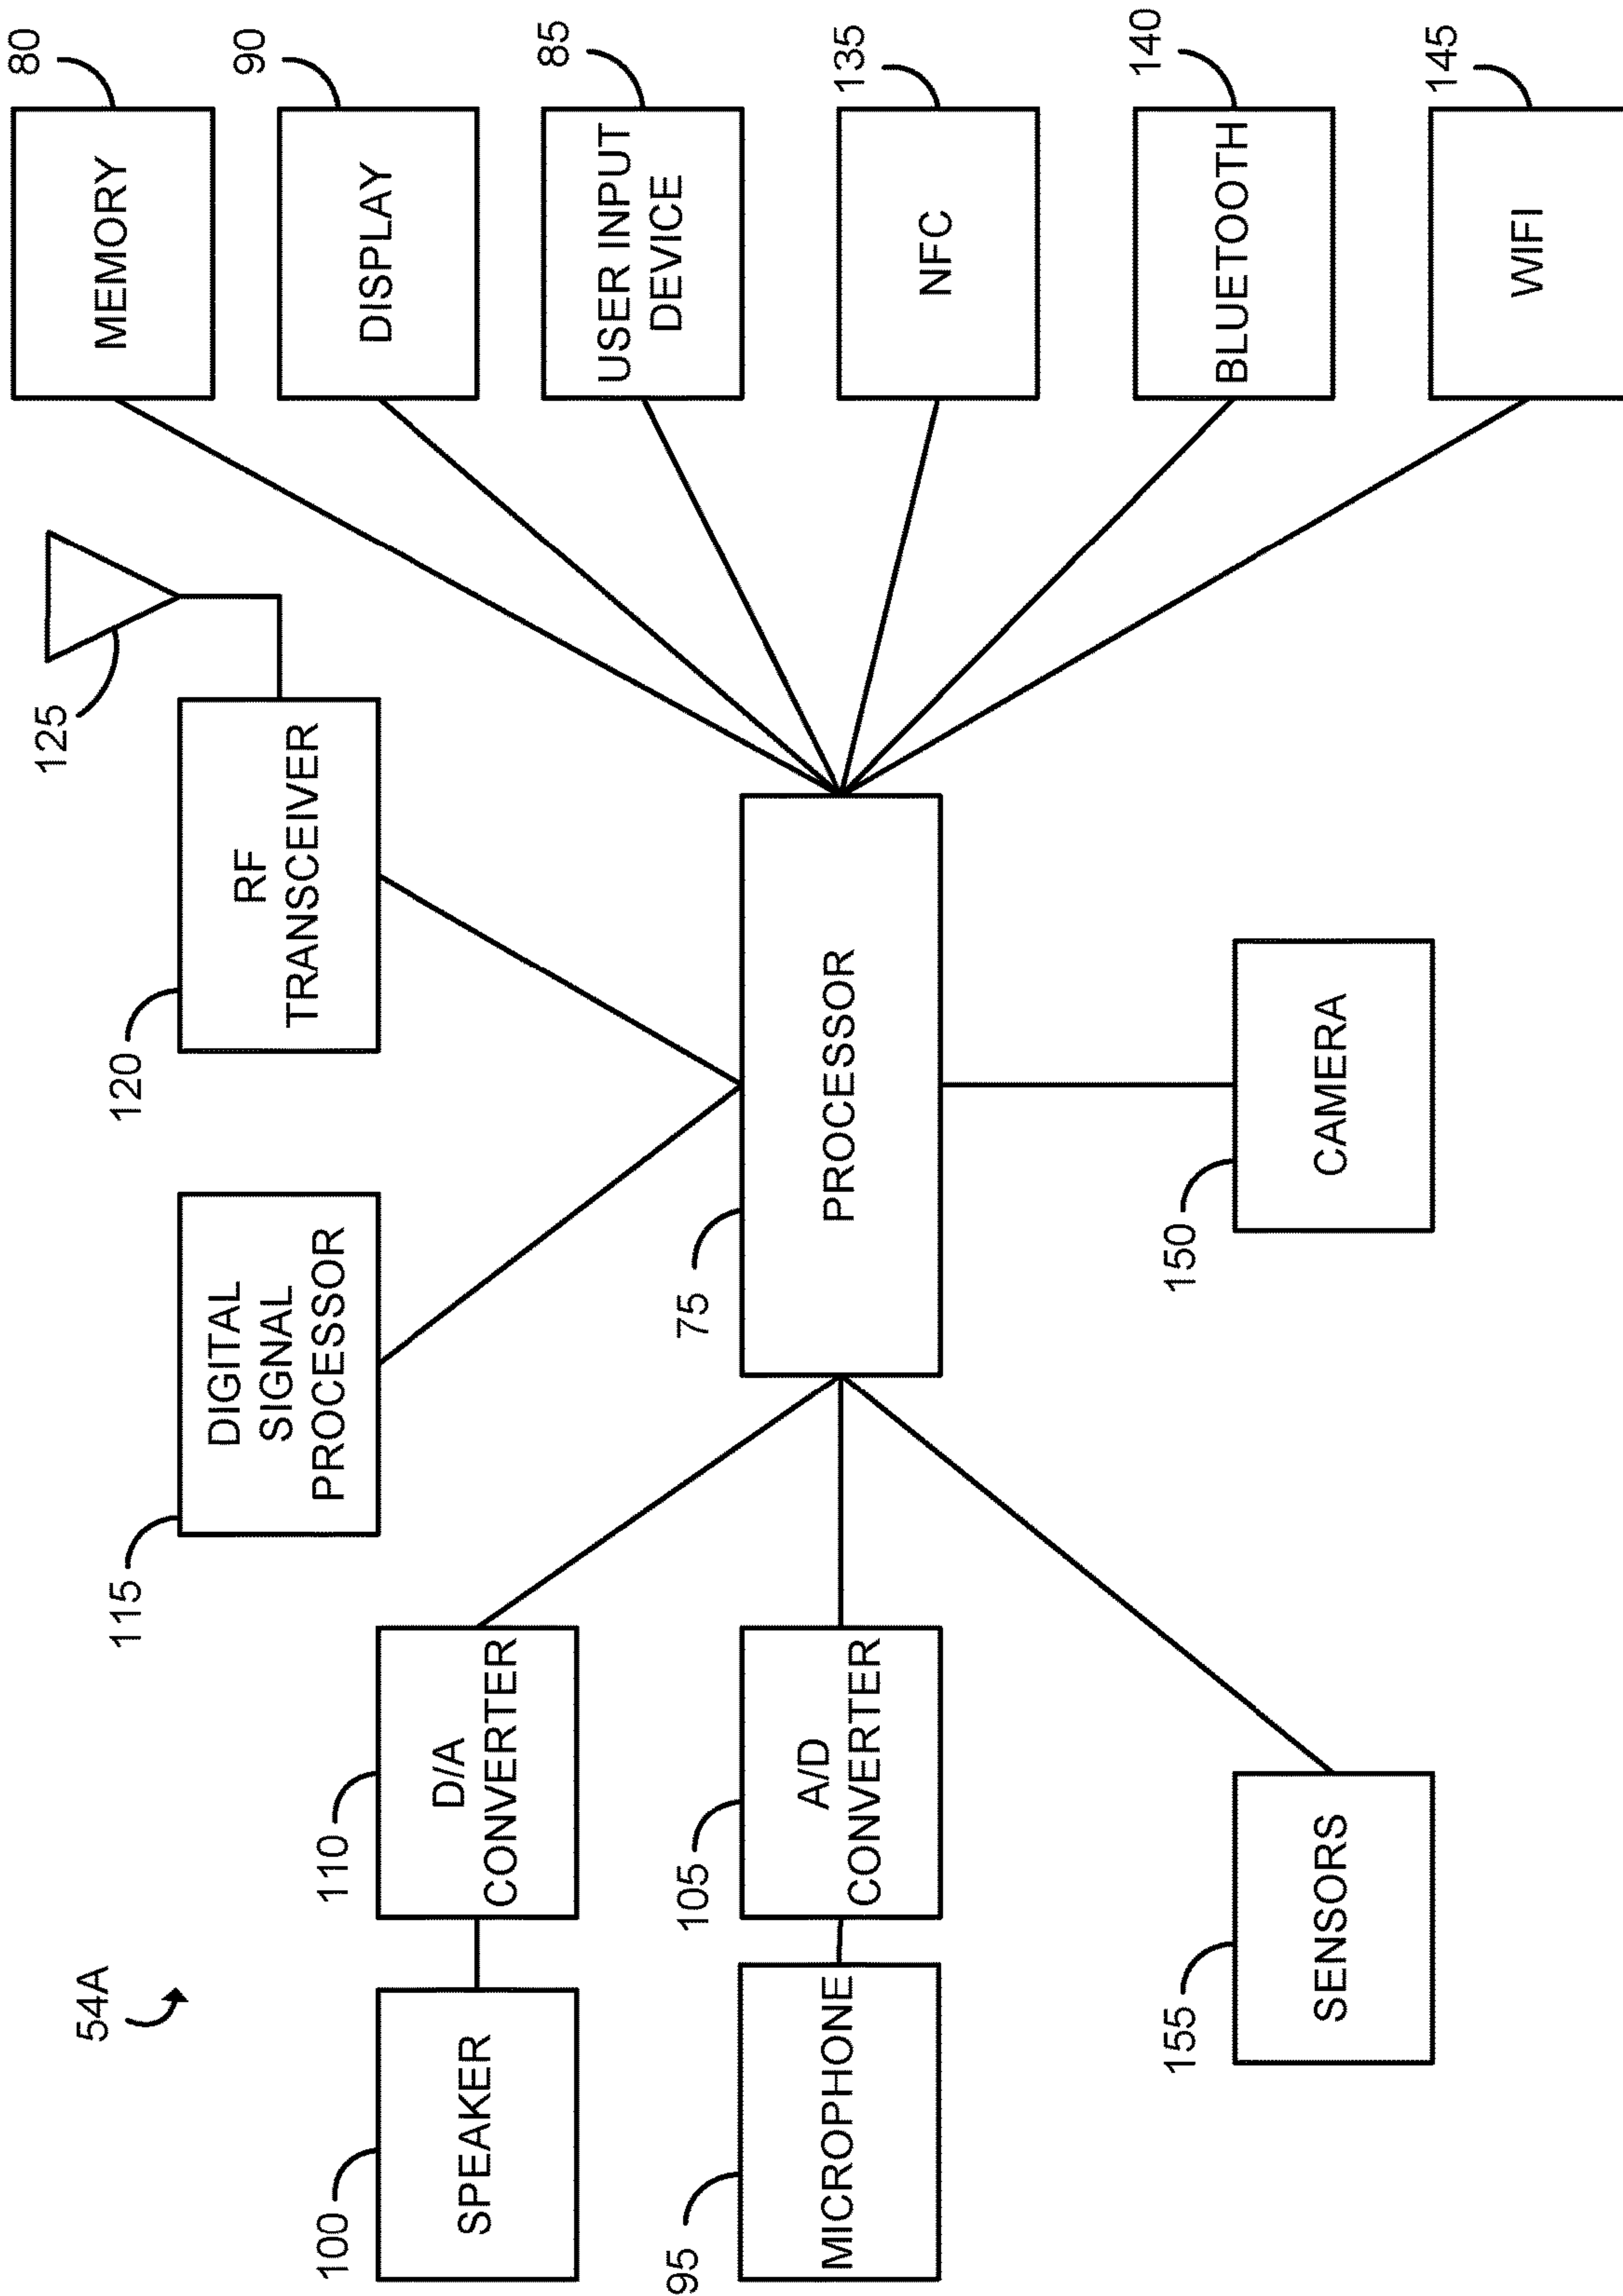 54A
100
SPEAKER
110
D/A
CONVERTER
95
MICROPHONE
105
A/D
CONVERTER
155
SENSORS
115
DIGITAL
SIGNAL
PROCESSOR
120
RF
TRANSCEIVER
125
75
PROCESSOR
150
CAMERA
MEMORY
80
DISPLAY
90
USER INPUT
DEVICE
85
NFC
135
BLUETOOTH
140
WIFI
145